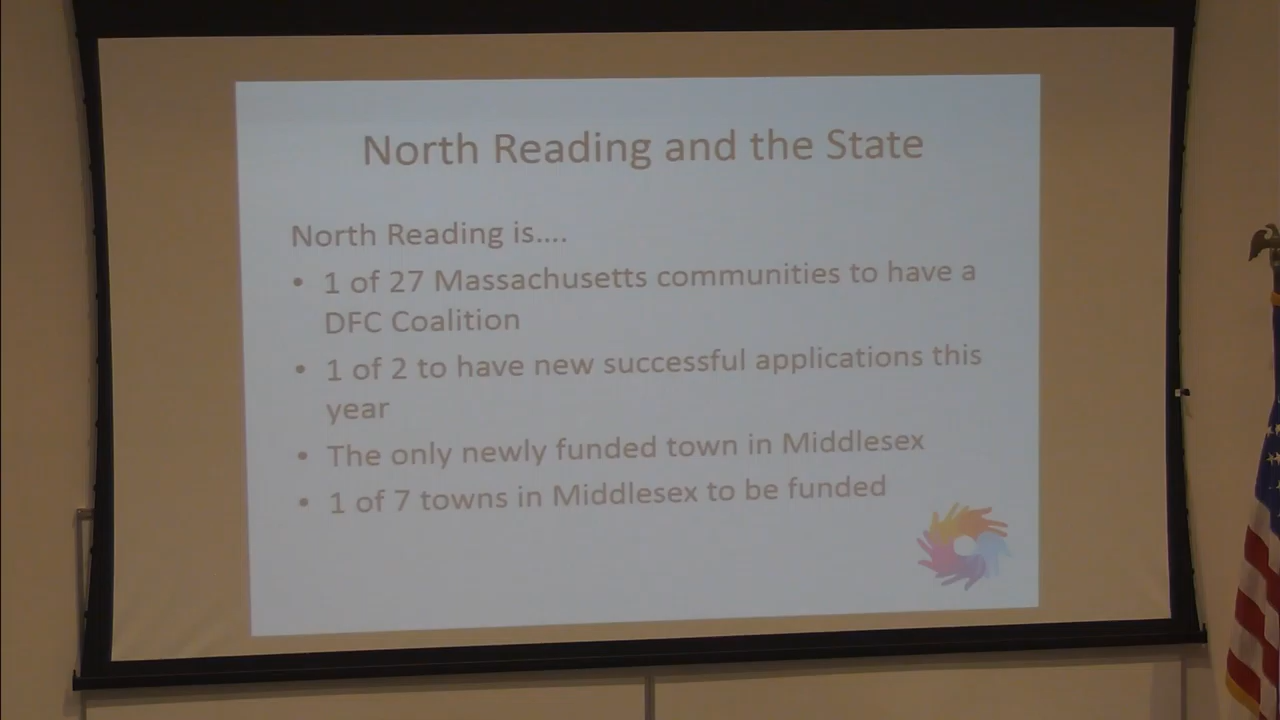 North Reading and the State
North Reading is....
• 1 of 27 Massachusetts communities to have a
DFC Coalition
• 1 of 2 to have new successful applications this
year
• The only newly funded town in Middlesex
• 1 of 7 towns in Middlesex to be funded